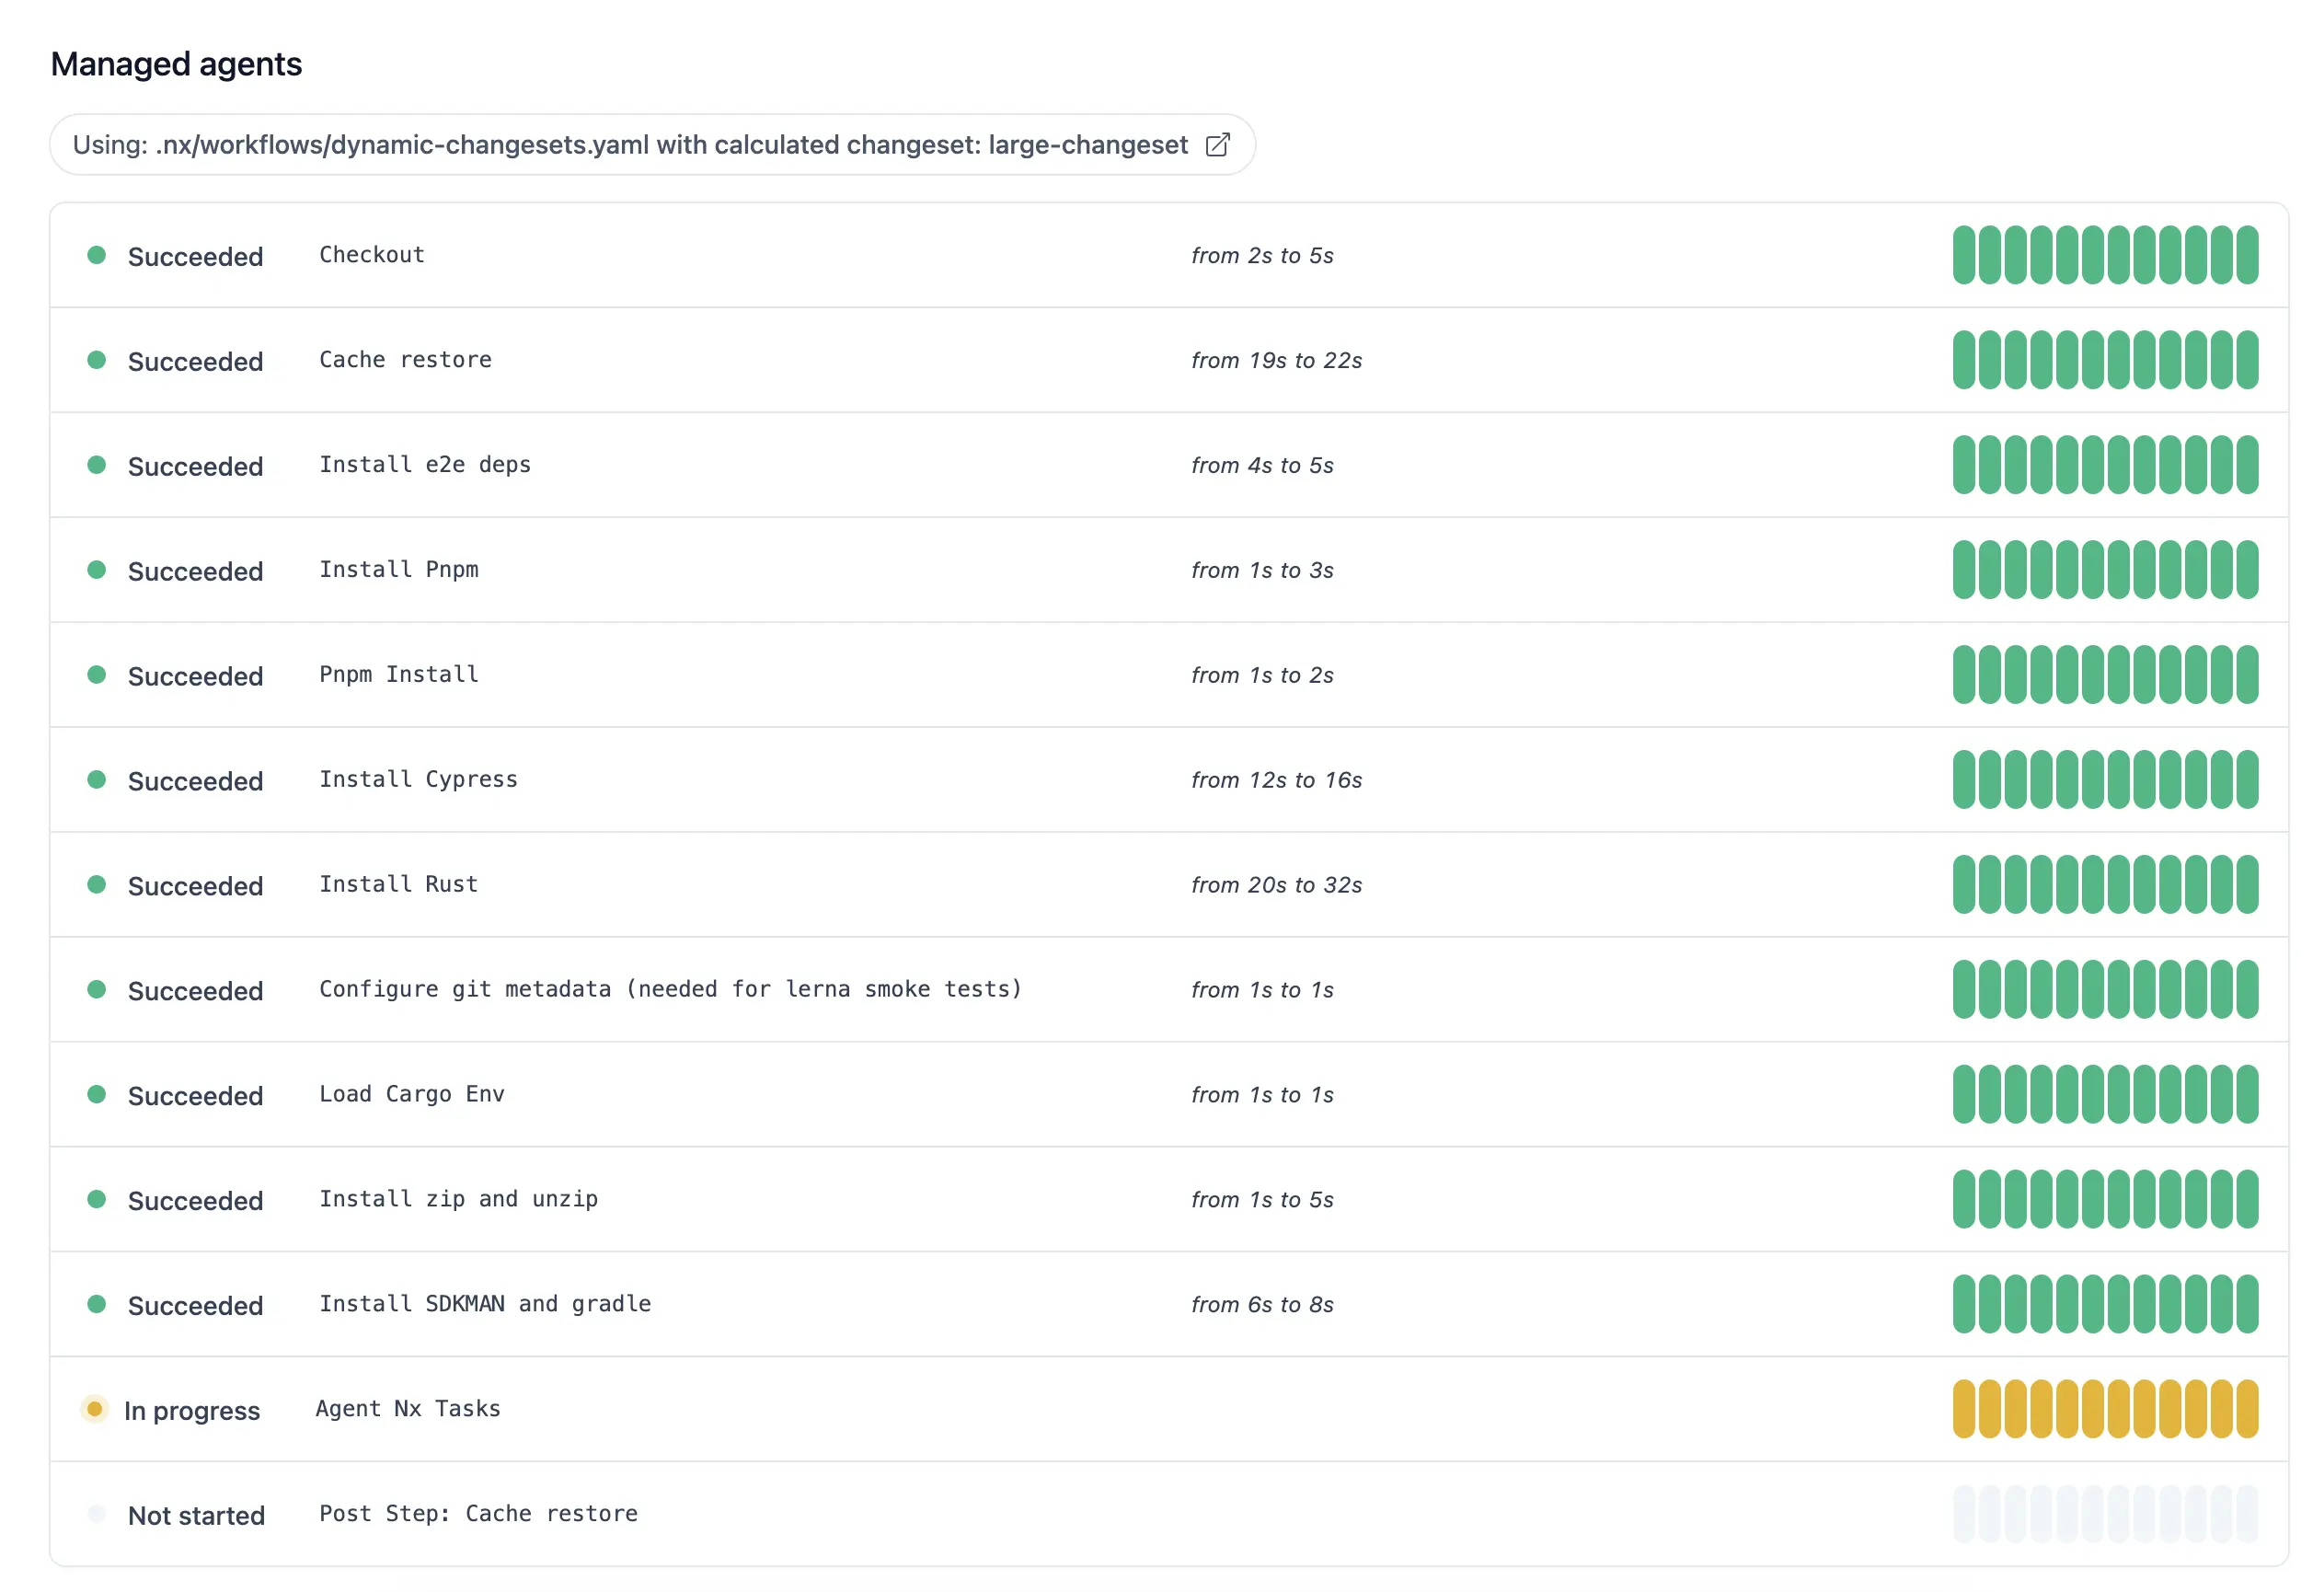 Managed agents
Using: .nx/workflows/dynamic-changesets.yaml with calculated changeset: large-changeset
Succeeded Checkout from 2s to 5s
Succeeded Cache restore from 19s to 22s
Succeeded Install e2e deps from 4s to 5s
Succeeded Install Pnpm from 1s to 3s
Succeeded Pnpm Install from 1s to 2s
Succeeded Install Cypress from 12s to 16s
Succeeded Install Rust from 20s to 32s
Succeeded Configure git metadata (needed for lerna smoke tests) from 1s to 1s
Succeeded Load Cargo Env from 1s to 1s
Succeeded Install zip and unzip from 1s to 5s
Succeeded Install SDKMAN and gradle from 6s to 8s
In progress Agent Nx Tasks
Not started Post Step: Cache restore